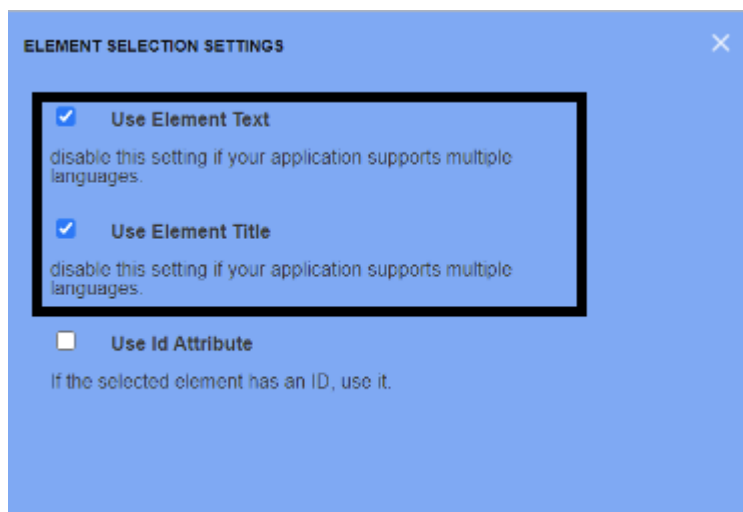 ELEMENT SELECTION SETTINGS
Use Element Text
disable this setting if your application supports multiple
languages.
Use Element Title
disable this setting if your application supports multiple
languages.
Use Id Attribute
If the selected element has an ID, use it.